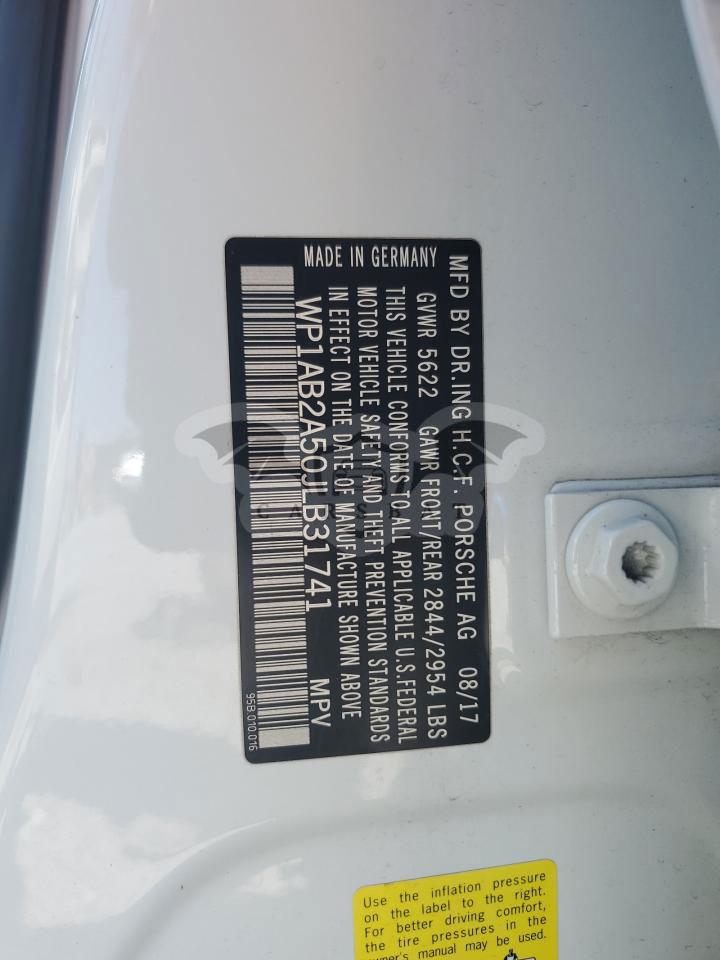 MFD BY DR.ING H.C.F. PORSCHE AG 08/17
GVWR 5622 GAWR FRONT/REAR 2844/2954 LBS
THIS VEHICLE CONFORMS TO ALL APPLICABLE U.S.FEDERAL
MOTOR VEHICLE SAFETY AND THEFT PREVENTION STANDARDS
IN EFFECT ON THE DATE OF MANUFACTURE SHOWN ABOVE
MADE IN GERMANY
WP1AB2A50JLB31741 MPV
95B.010.016
Use the inflation pressure
on the label to the right.
For better driving comfort,
the tire pressures in the
owner's manual may be used.